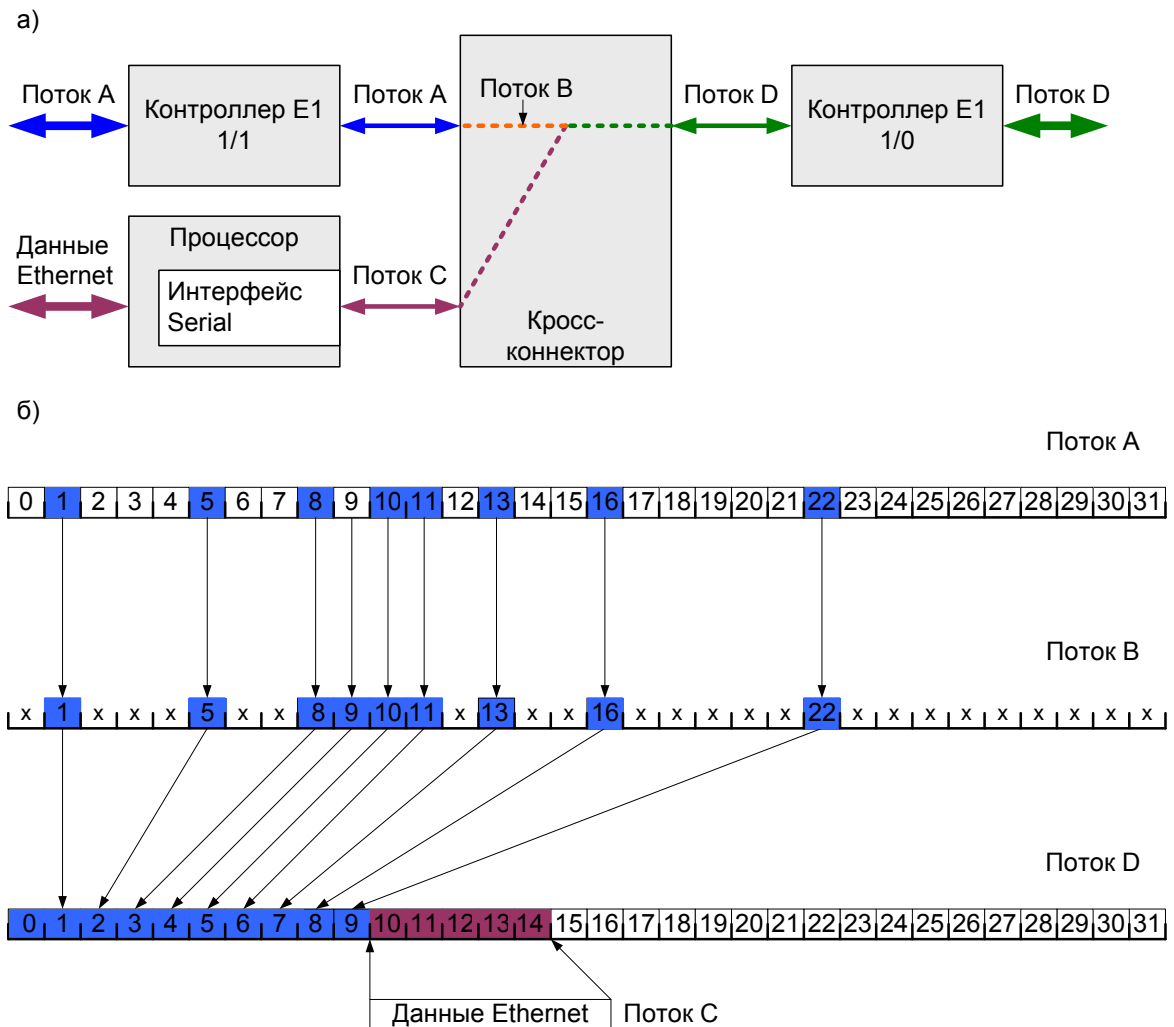 а)
Поток А
Контроллер Е1
1/1
Поток А
Поток В
Поток D
Контроллер Е1
1/0
Поток D
Данные
Ethernet
Процессор
Интерфейс
Serial
Поток С
Кросс-
коннектор
б)
Поток А
0 1 2 3 4 5 6 7 8 9 10 11 12 13 14 15 16 17 18 19 20 21 22 23 24 25 26 27 28 29 30 31
Поток В
x 1 x x x 5 x x 8 9 10 11 x 13 x x 16 x x x x x 22 x x x x x x x x x
Поток D
0 1 2 3 4 5 6 7 8 9 10 11 12 13 14 15 16 17 18 19 20 21 22 23 24 25 26 27 28 29 30 31
Данные Ethernet
Поток С